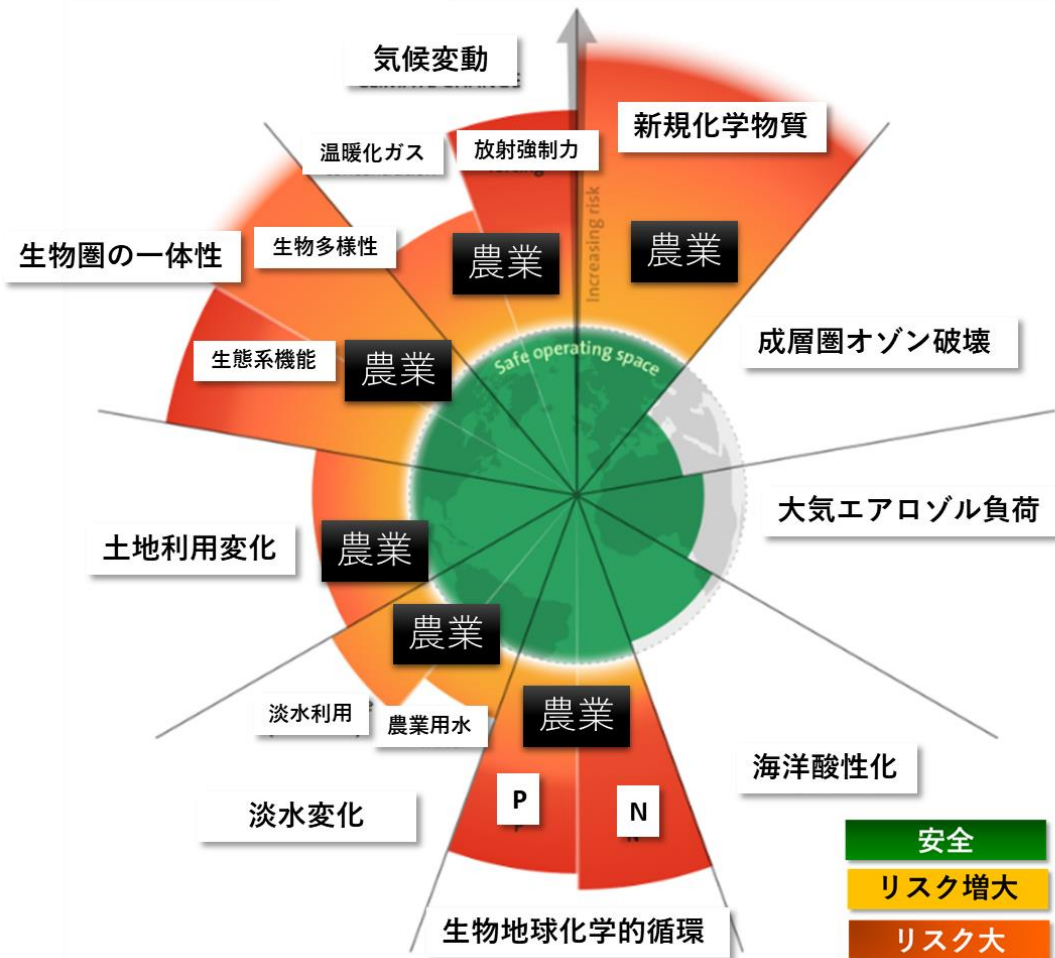 気候変動
新規化学物質
温暖化ガス
放射強制力
農業
農業
Increasing risk
生物圏の一体性
生物多様性
成層圏オゾン破壊
Safe operating space
生態系機能
農業
大気エアロゾル負荷
土地利用変化
農業
農業
淡水利用
農業用水
農業
海洋酸性化
P
N
淡水変化
安全
リスク増大
生物地球化学的循環
リスク大